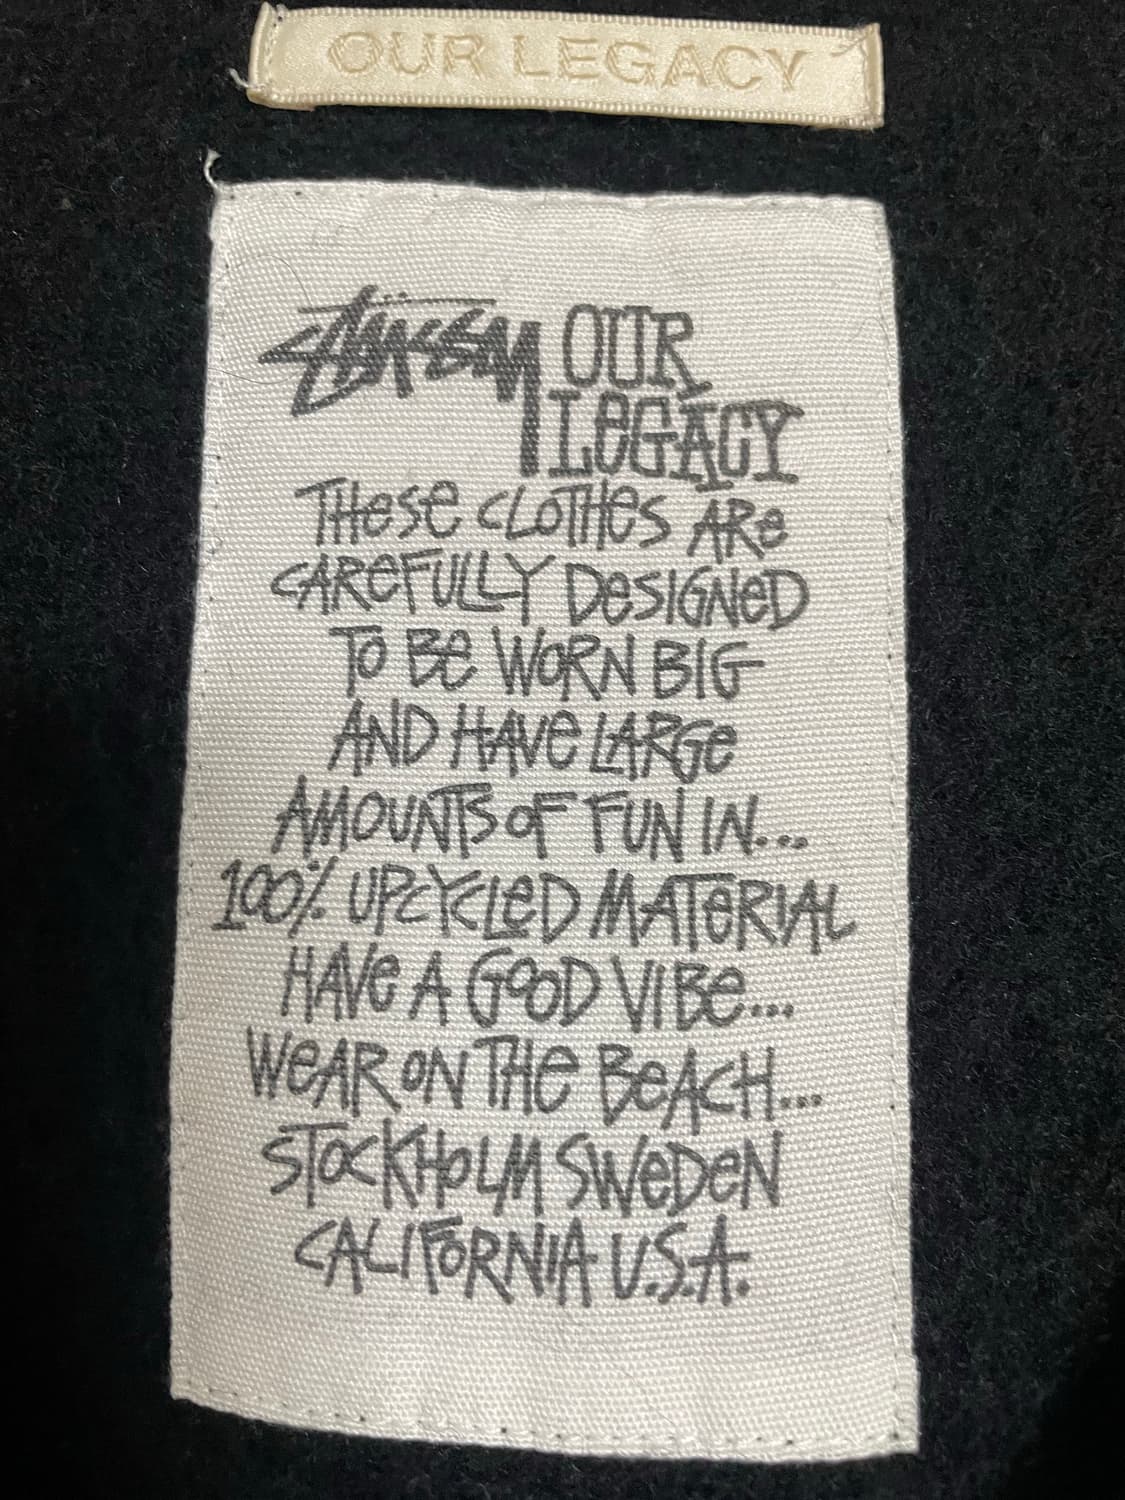 OUR LEGACY
STÜSSY OUR
LEGACY
THESE CLOTHES ARE
CAREFULLY DESIGNED
TO BE WORN BIG
AND HAVE LARGE
AMOUNTS OF FUN IN...
100% UPCYCLED MATERIAL
HAVE A GOOD VIBE...
WEAR ON THE BEACH...
STOCKHOLM SWEDEN
CALIFORNIA U.S.A.